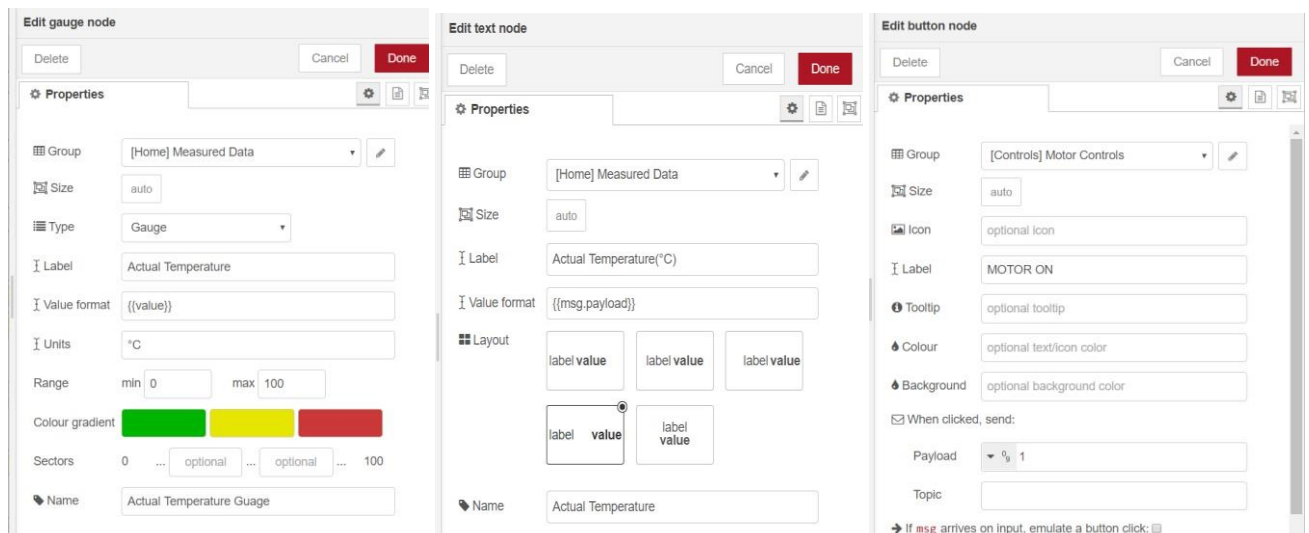 Edit gauge node
Delete
Cancel
Done
Properties
Group
[Home] Measured Data
Size
auto
Type
Gauge
Label
Actual Temperature
Value format
{{value}}
Units
°C
Range
min
0
max
100
Colour gradient
Sectors
0
...
optional
...
optional
...
100
Name
Actual Temperature Guage
Edit text node
Delete
Cancel
Done
Properties
Group
[Home] Measured Data
Size
auto
Label
Actual Temperature(°C)
Value format
{{msg.payload}}
Layout
label value
label value
label value
label value
label
value
Name
Actual Temperature
Edit button node
Delete
Cancel
Done
Properties
Group
[Controls] Motor Controls
Size
auto
Icon
optional icon
Label
MOTOR ON
Tooltip
optional tooltip
Colour
optional text/icon color
Background
optional background color
When clicked, send:
Payload
1
Topic
If msg arrives on input, emulate a button click: